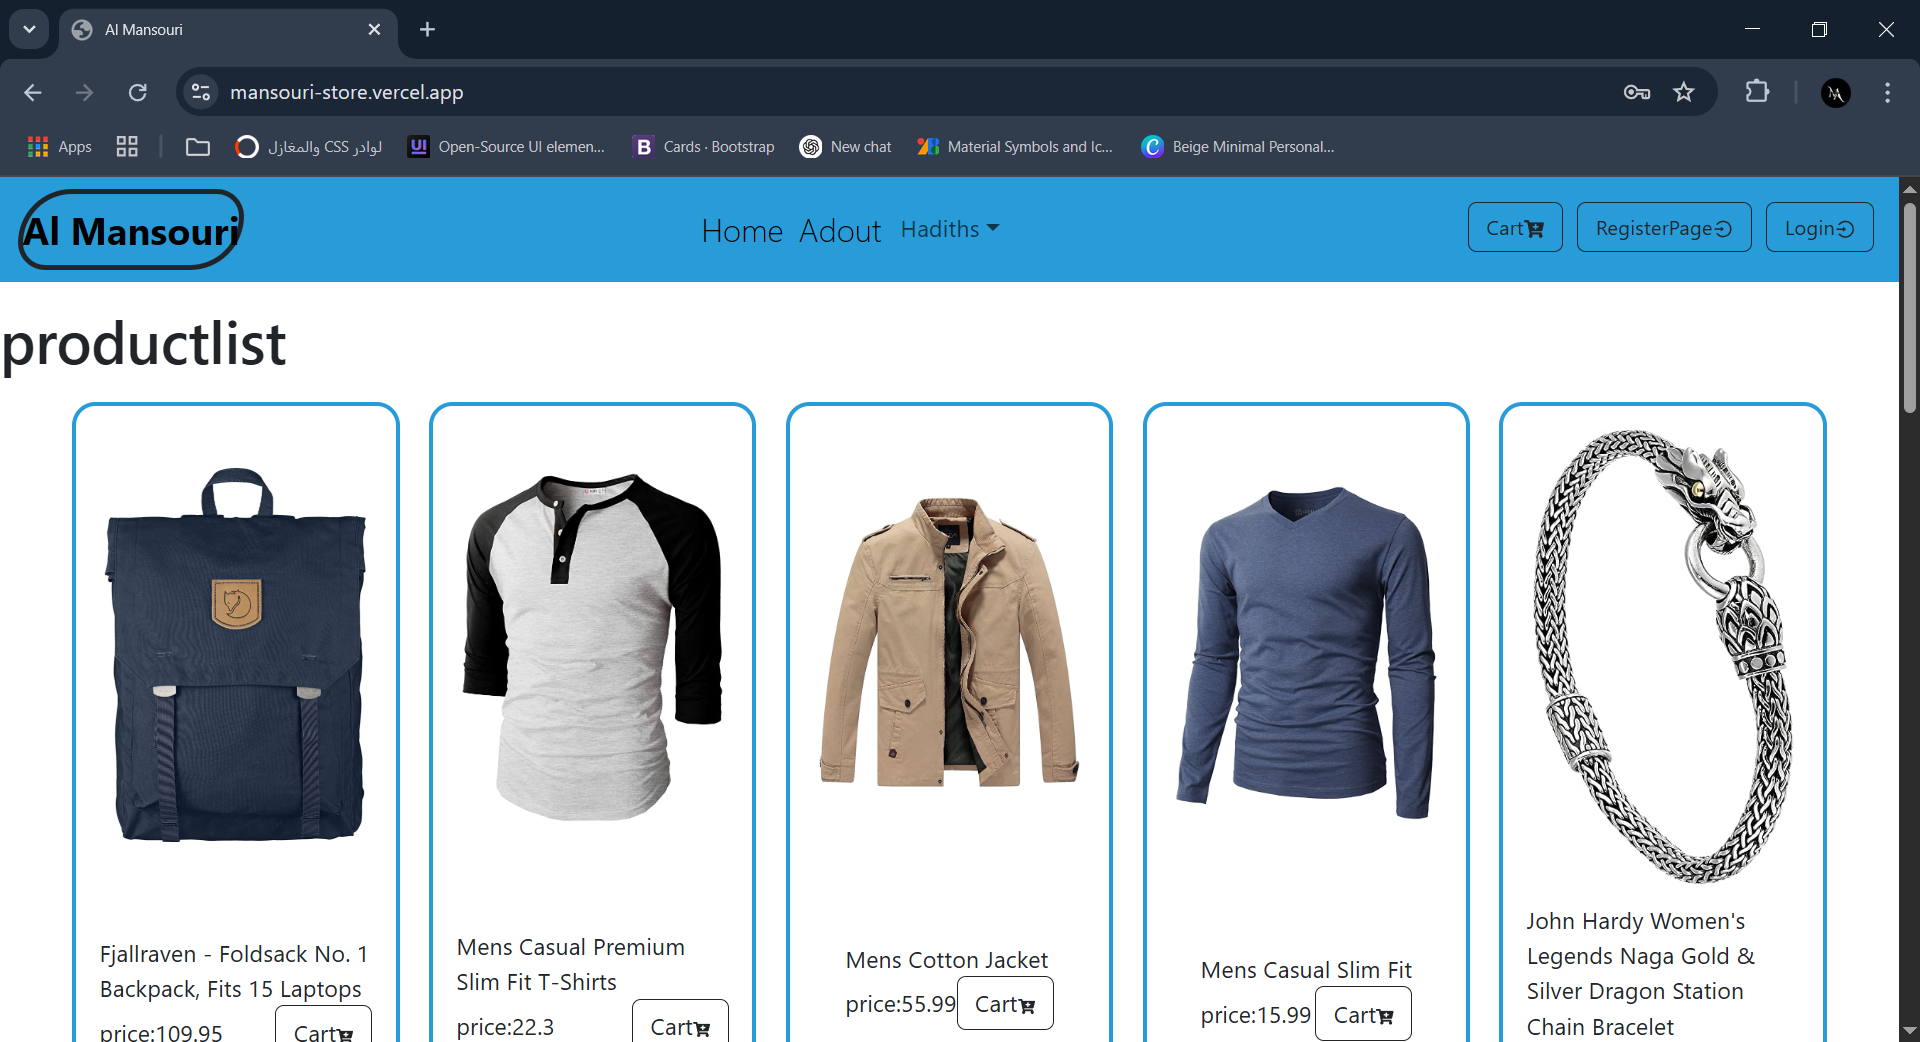 Al Mansouri
mansouri-store.vercel.app
Apps
لوادر CSS والمغازل
Open-Source UI elemen...
Cards · Bootstrap
New chat
Material Symbols and Ic...
Beige Minimal Personal...
Al Mansouri
Home Adout Hadiths
Cart RegisterPage Login
productlist
Fjallraven - Foldsack No. 1
Backpack, Fits 15 Laptops
price:109.95 Cart
Mens Casual Premium
Slim Fit T-Shirts
price:22.3 Cart
Mens Cotton Jacket
price:55.99 Cart
Mens Casual Slim Fit
price:15.99 Cart
John Hardy Women's
Legends Naga Gold &
Silver Dragon Station
Chain Bracelet